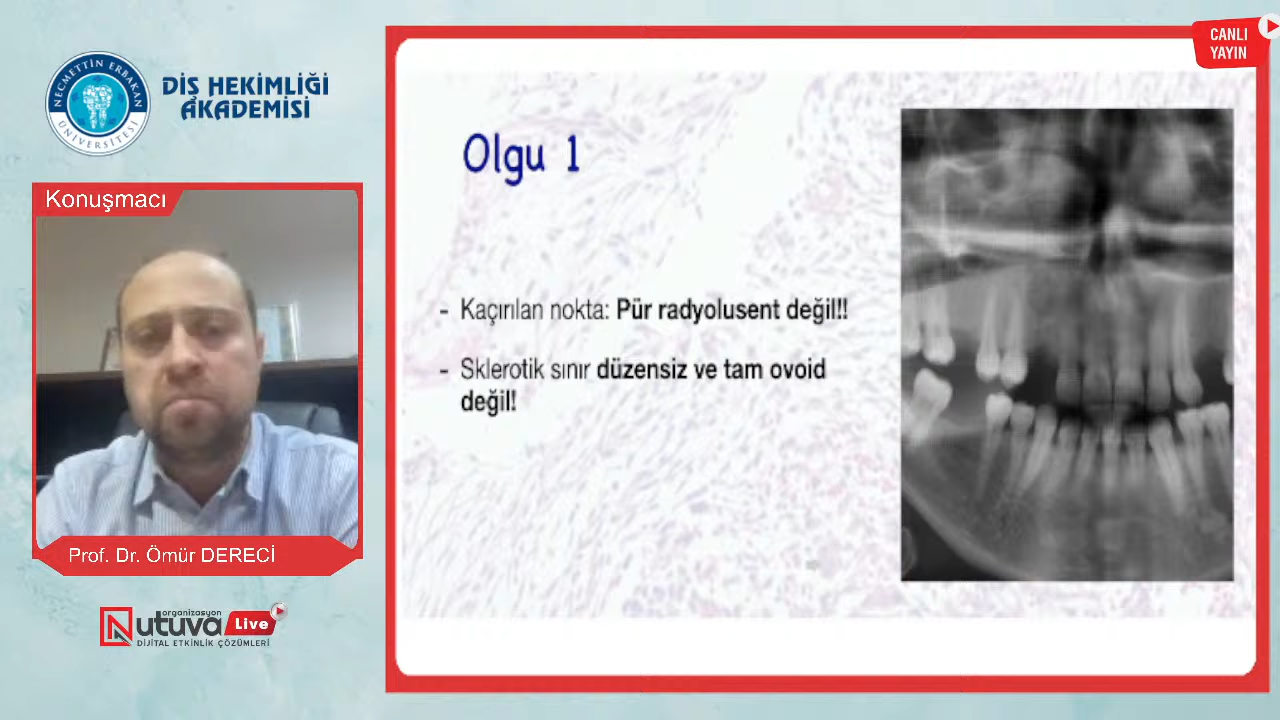 CANLI
YAYIN
NECMETTİN ERBAKAN
ÜNİVERSİTESİ
DİŞ HEKİMLİĞİ
AKADEMİSİ
Konuşmacı
Prof. Dr. Ömür DERECİ
organizasyon
Nutuva Live
DİJİTAL ETKİNLİK ÇÖZÜMLERİ
Olgu 1
- Kaçırılan nokta: Pür radyolusent değil!!
- Sklerotik sınır düzensiz ve tam ovoid
değil!